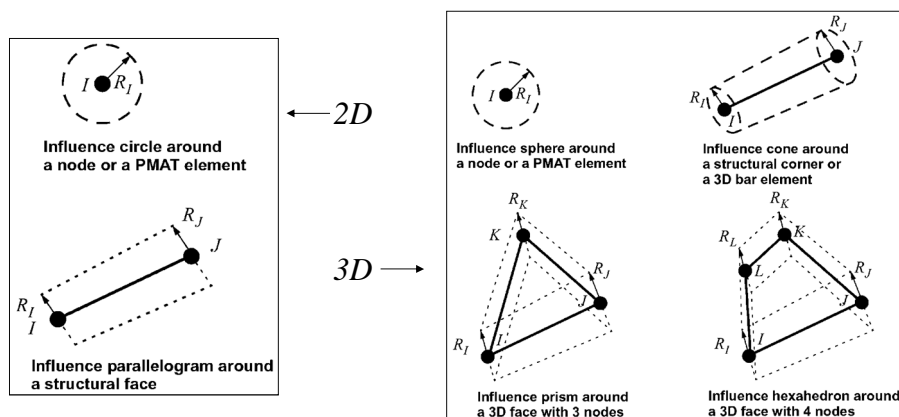 I
R_I
Influence circle around
a node or a PMAT element
R_J
J
R_I
I
Influence parallelogram around
a structural face
2D
3D
I
R_I
Influence sphere around
a node or a PMAT element
R_J
J
R_I
I
Influence cone around
a structural corner or
a 3D bar element
R_K
K
R_J
J
R_I
I
Influence prism around
a 3D face with 3 nodes
R_K
K
R_L
L
R_J
J
R_I
I
Influence hexahedron around
a 3D face with 4 nodes